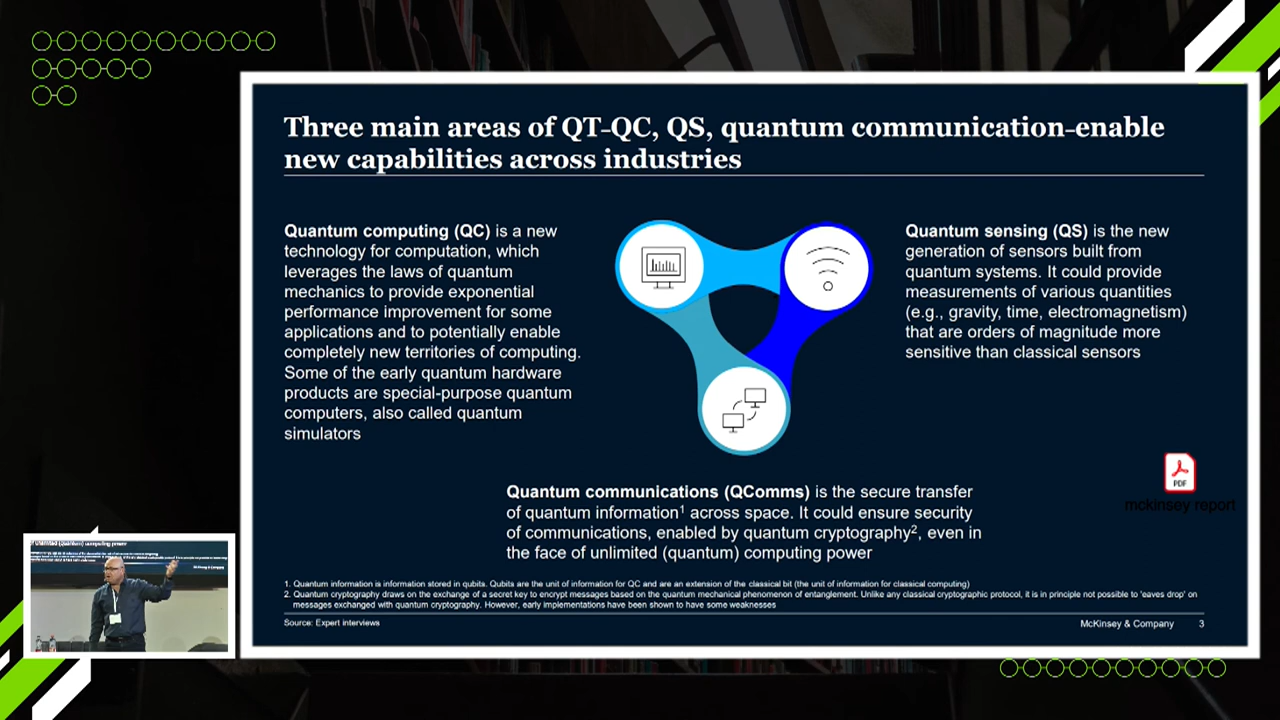 Three main areas of QT-QC, QS, quantum communication-enable
new capabilities across industries
Quantum computing (QC) is a new
technology for computation, which
leverages the laws of quantum
mechanics to provide exponential
performance improvement for some
applications and to potentially enable
completely new territories of computing.
Some of the early quantum hardware
products are special-purpose quantum
computers, also called quantum
simulators
Quantum sensing (QS) is the new
generation of sensors built from
quantum systems. It could provide
measurements of various quantities
(e.g., gravity, time, electromagnetism)
that are orders of magnitude more
sensitive than classical sensors
PDF
mckinsey report
Quantum communications (QComms) is the secure transfer
of quantum information¹ across space. It could ensure security
of communications, enabled by quantum cryptography², even in
the face of unlimited (quantum) computing power
1. Quantum information is information stored in qubits. Qubits are the unit of information for QC and are an extension of the classical bit (the unit of information for classical computing)
2. Quantum cryptography draws on the exchange of a secret key to encrypt messages based on the quantum mechanical phenomenon of entanglement. Unlike any classical cryptographic protocol, it is in principle not possible to 'eaves drop' on
messages exchanged with quantum cryptography. However, early implementations have been shown to have some weaknesses
Source: Expert interviews
McKinsey & Company 3
(quantum) computing power